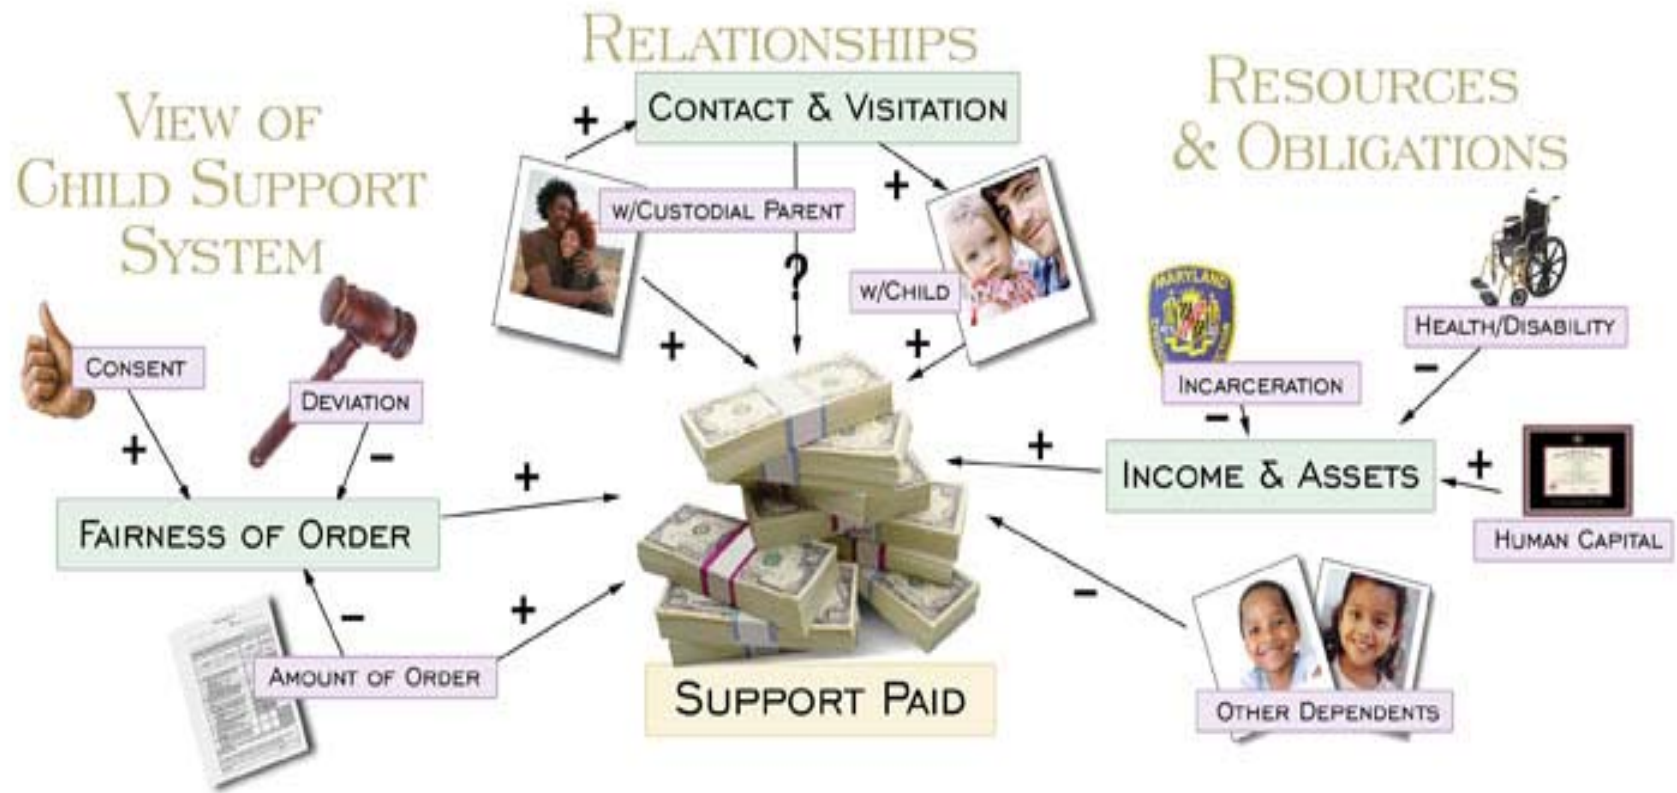 RELATIONSHIPS
CONTACT & VISITATION
RESOURCES
& OBLIGATIONS
VIEW OF
CHILD SUPPORT
SYSTEM
+
+
W/CUSTODIAL PARENT
?
W/CHILD
+
+
MARYLAND
HEALTH/DISABILITY
CONSENT
DEVIATION
INCARCERATION
–
–
+
–
+
+
+
FAIRNESS OF ORDER
INCOME & ASSETS
HUMAN CAPITAL
–
+
–
AMOUNT OF ORDER
SUPPORT PAID
OTHER DEPENDENTS